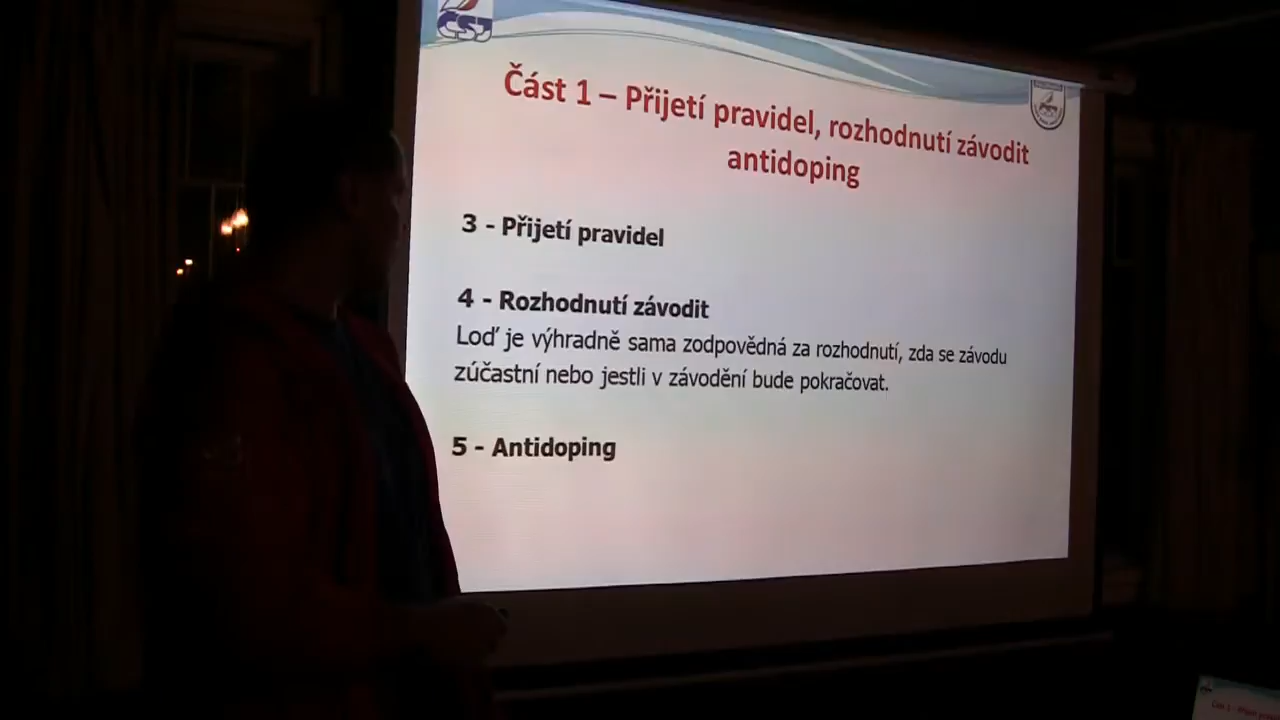 ČSJ
Část 1 – Přijetí pravidel, rozhodnutí závodit
antidoping
3 - Přijetí pravidel
4 - Rozhodnutí závodit
Loď je výhradně sama zodpovědná za rozhodnutí, zda se závodu
zúčastní nebo jestli v závodění bude pokračovat.
5 - Antidoping